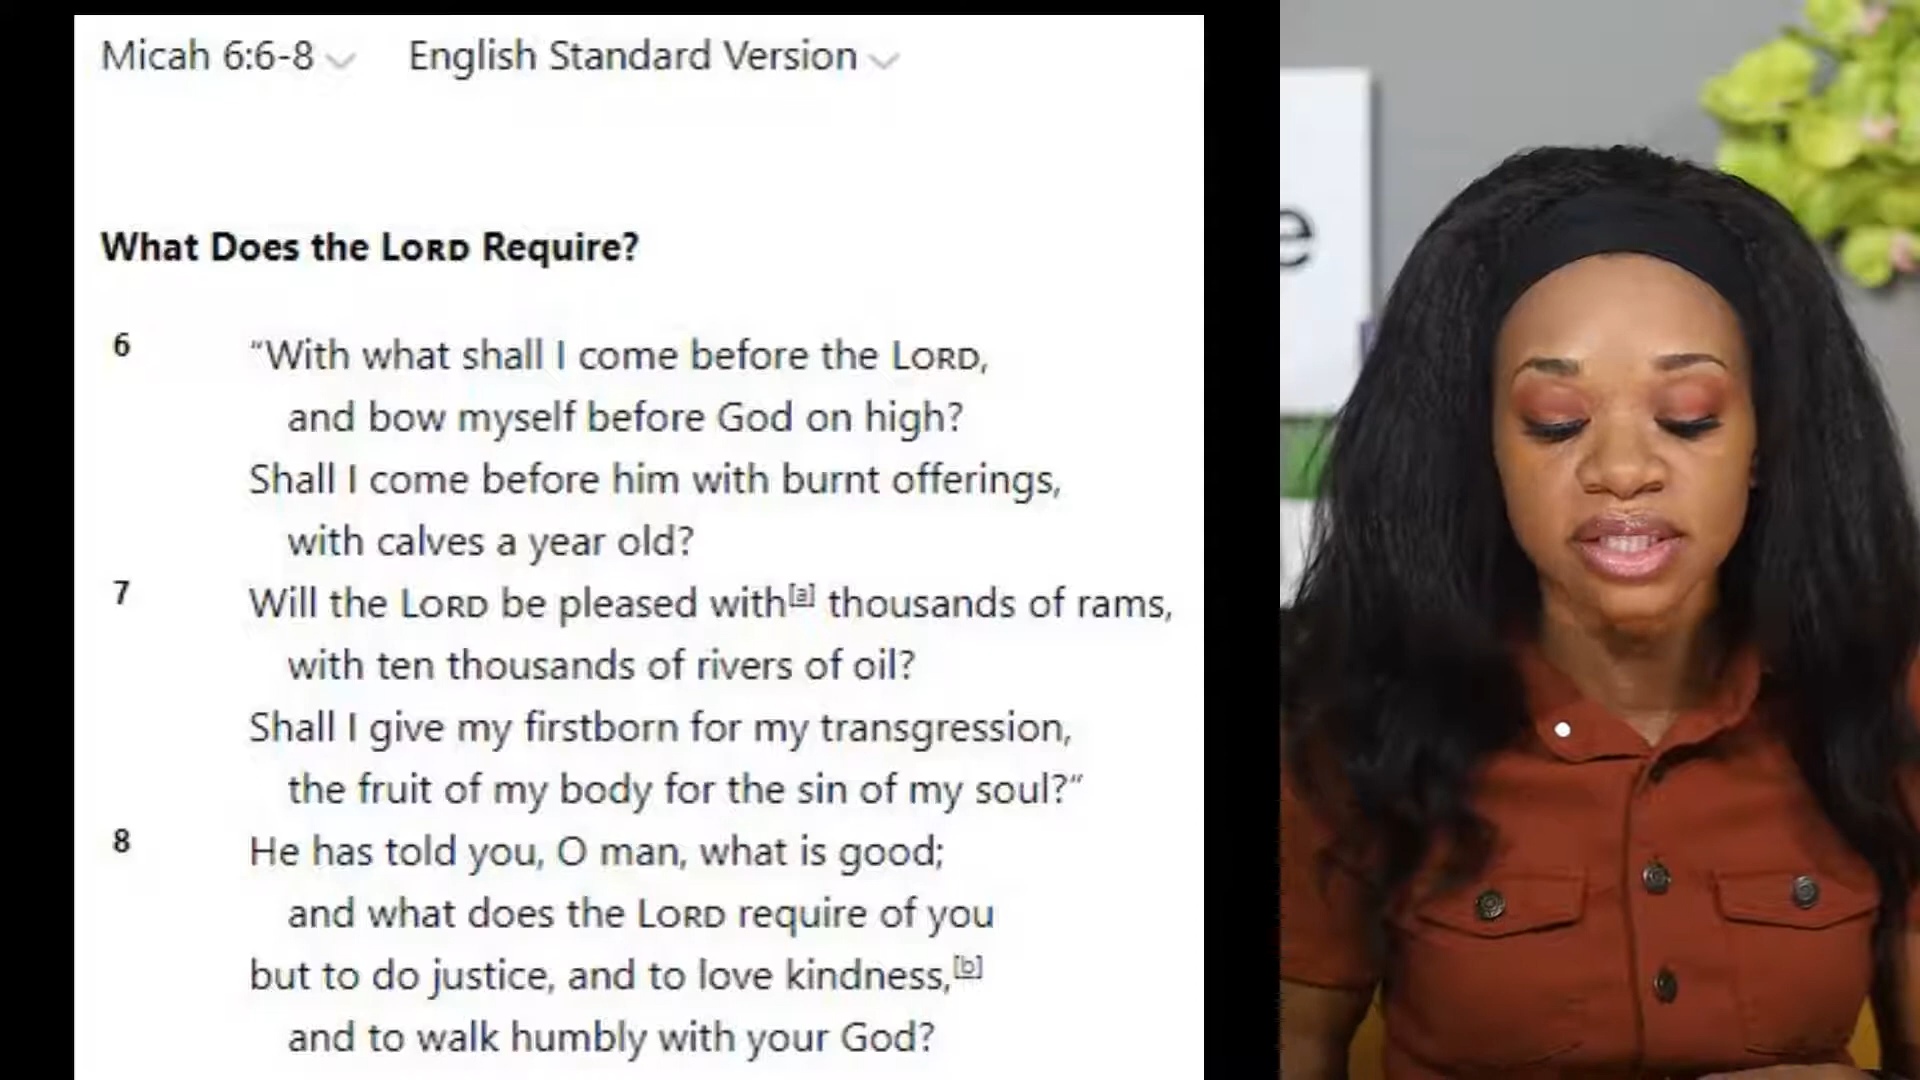 Micah 6:6-8 English Standard Version
What Does the LORD Require?
6 “With what shall I come before the LORD,
and bow myself before God on high?
Shall I come before him with burnt offerings,
with calves a year old?
7 Will the LORD be pleased with[a] thousands of rams,
with ten thousands of rivers of oil?
Shall I give my firstborn for my transgression,
the fruit of my body for the sin of my soul?”
8 He has told you, O man, what is good;
and what does the LORD require of you
but to do justice, and to love kindness,[b]
and to walk humbly with your God?
e